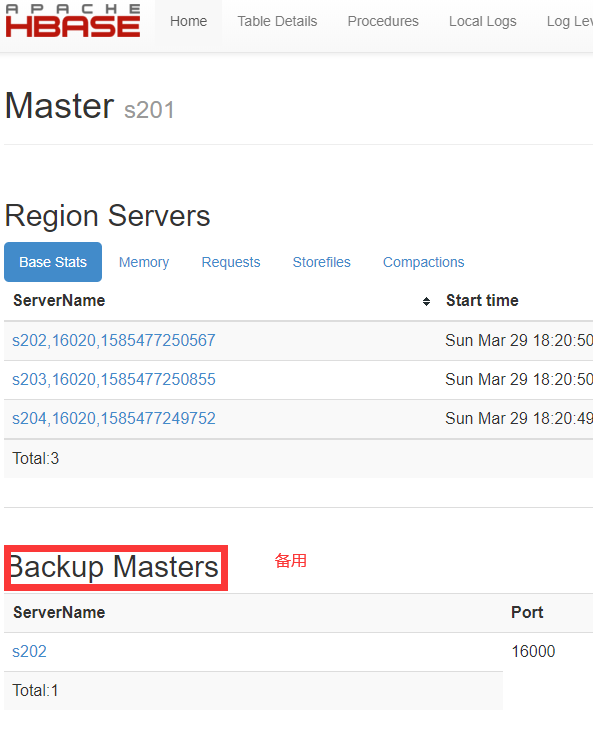 APACHE
HBASE
Home Table Details Procedures Local Logs Log Lev
Master s201
Region Servers
Base Stats Memory Requests Storefiles Compactions
ServerName Start time
s202,16020,1585477250567 Sun Mar 29 18:20:50
s203,16020,1585477250855 Sun Mar 29 18:20:50
s204,16020,1585477249752 Sun Mar 29 18:20:49
Total:3
Backup Masters 备用
ServerName Port
s202 16000
Total:1